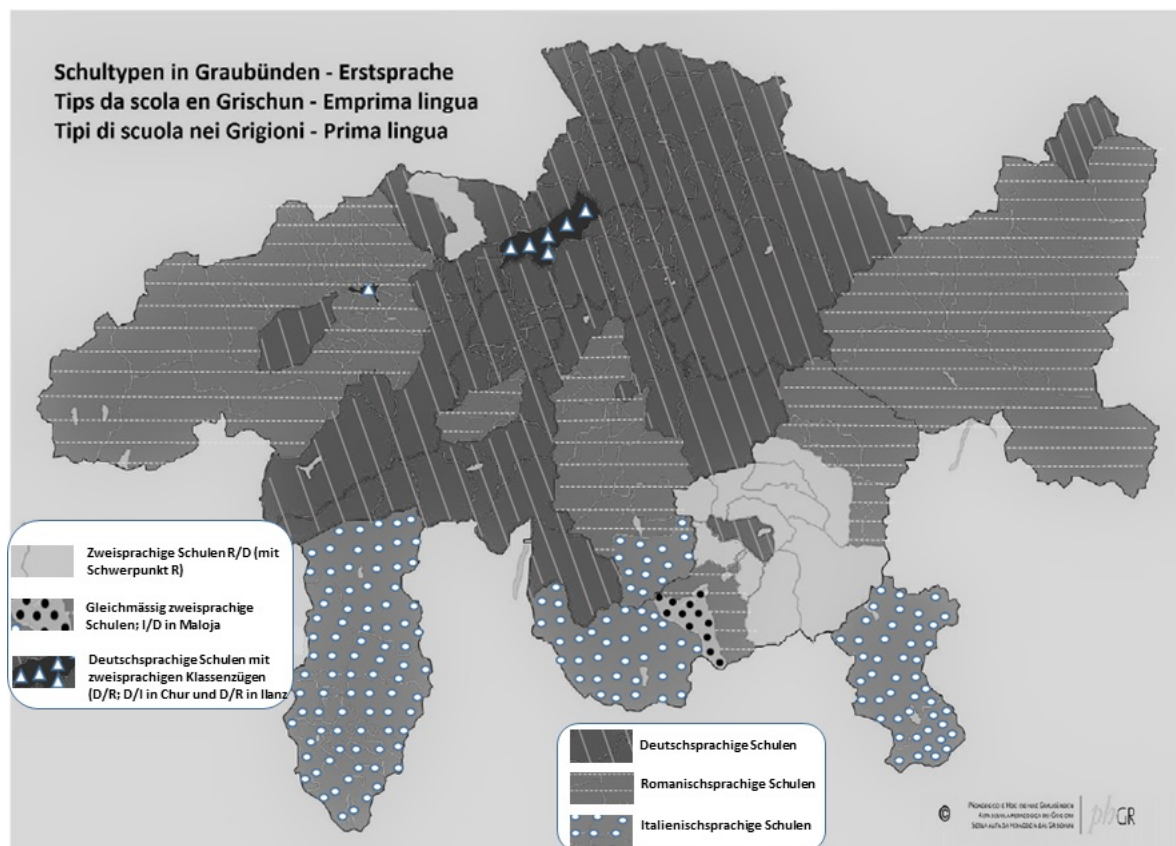 Schultypen in Graubünden - Erstsprache
Tips da scola en Grischun - Emprima lingua
Tipi di scuola nei Grigioni - Prima lingua
Zweisprachige Schulen R/D (mit
Schwerpunkt R)
Gleichmässig zweisprachige
Schulen; I/D in Maloja
Deutschsprachige Schulen mit
zweisprachigen Klassenzügen
(D/R; D/I in Chur und D/R in Ilanz
Deutschsprachige Schulen
Romanischsprachige Schulen
Italienischsprachige Schulen
©
phGR